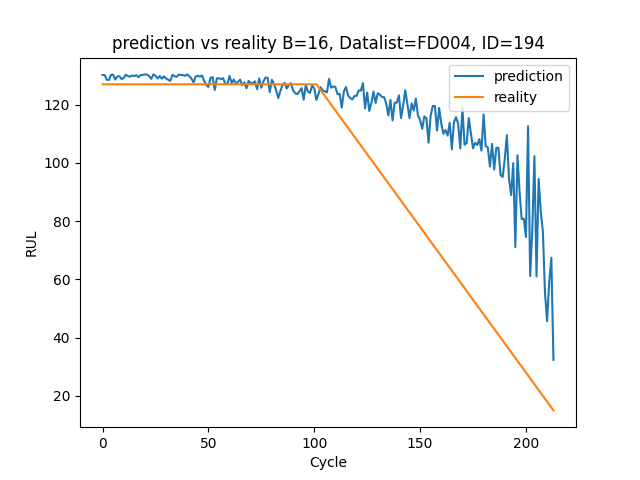 prediction vs reality B=16, Datalist=FD004, ID=194
prediction
reality
RUL
120
100
80
60
40
20
0
50
100
150
200
Cycle